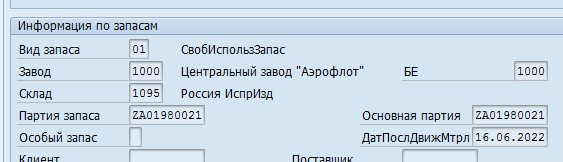 Информация по запасам
Вид запаса 01 СвобИспользЗапас
Завод 1000 Центральный завод "Аэрофлот" БЕ 1000
Склад 1095 Россия ИспрИзд
Партия запаса ZA01980021 Основная партия ZA01980021
Особый запас ДатПослДвижМтрл 16.06.2022
Клиент Поставщик